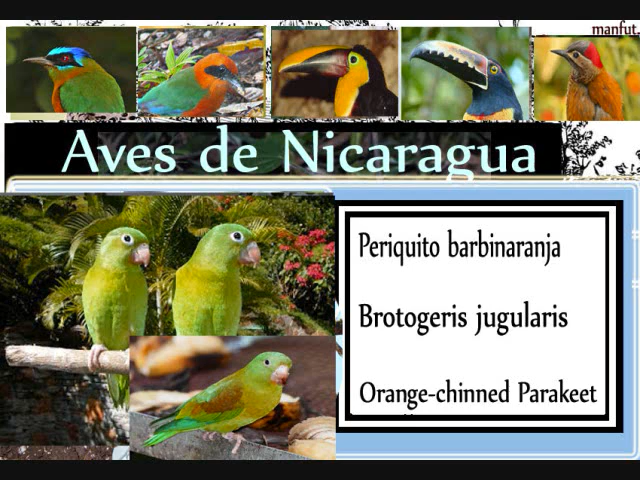 manfut.
Aves de Nicaragua
Periquito barbinaranja
Brotogeris jugularis
Orange-chinned Parakeet